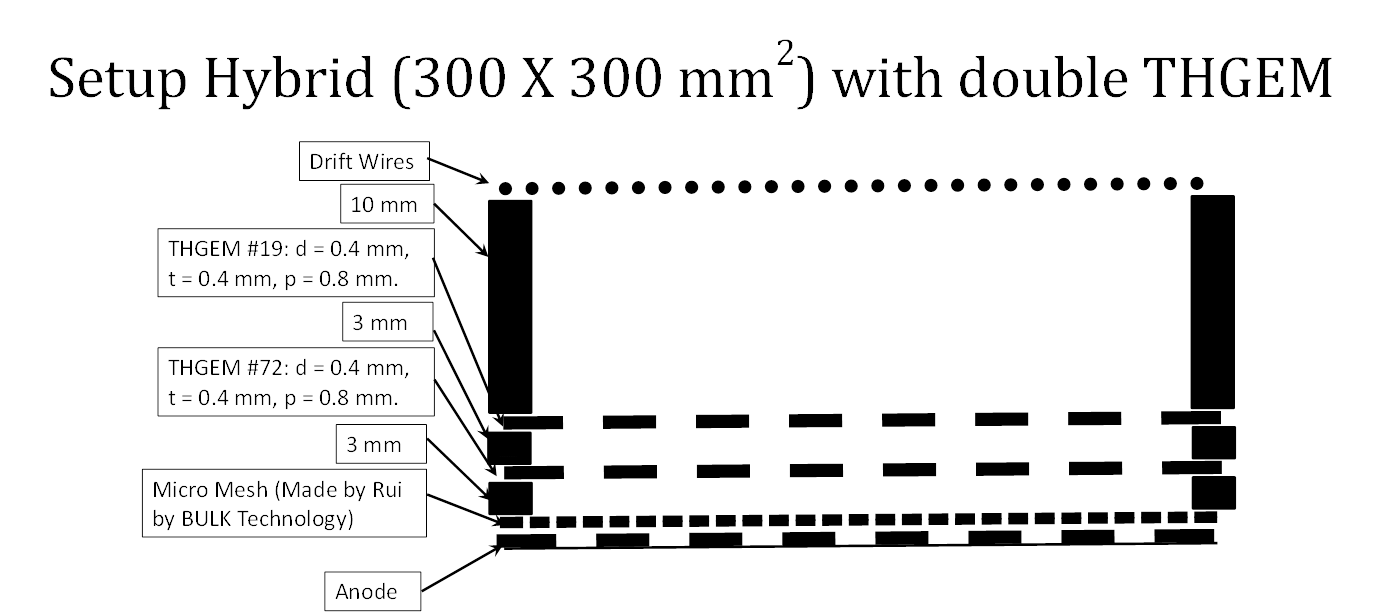 Setup Hybrid (300 X 300 mm²) with double THGEM
Drift Wires
10 mm
THGEM #19: d = 0.4 mm,
t = 0.4 mm, p = 0.8 mm.
3 mm
THGEM #72: d = 0.4 mm,
t = 0.4 mm, p = 0.8 mm.
3 mm
Micro Mesh (Made by Rui
by BULK Technology)
Anode